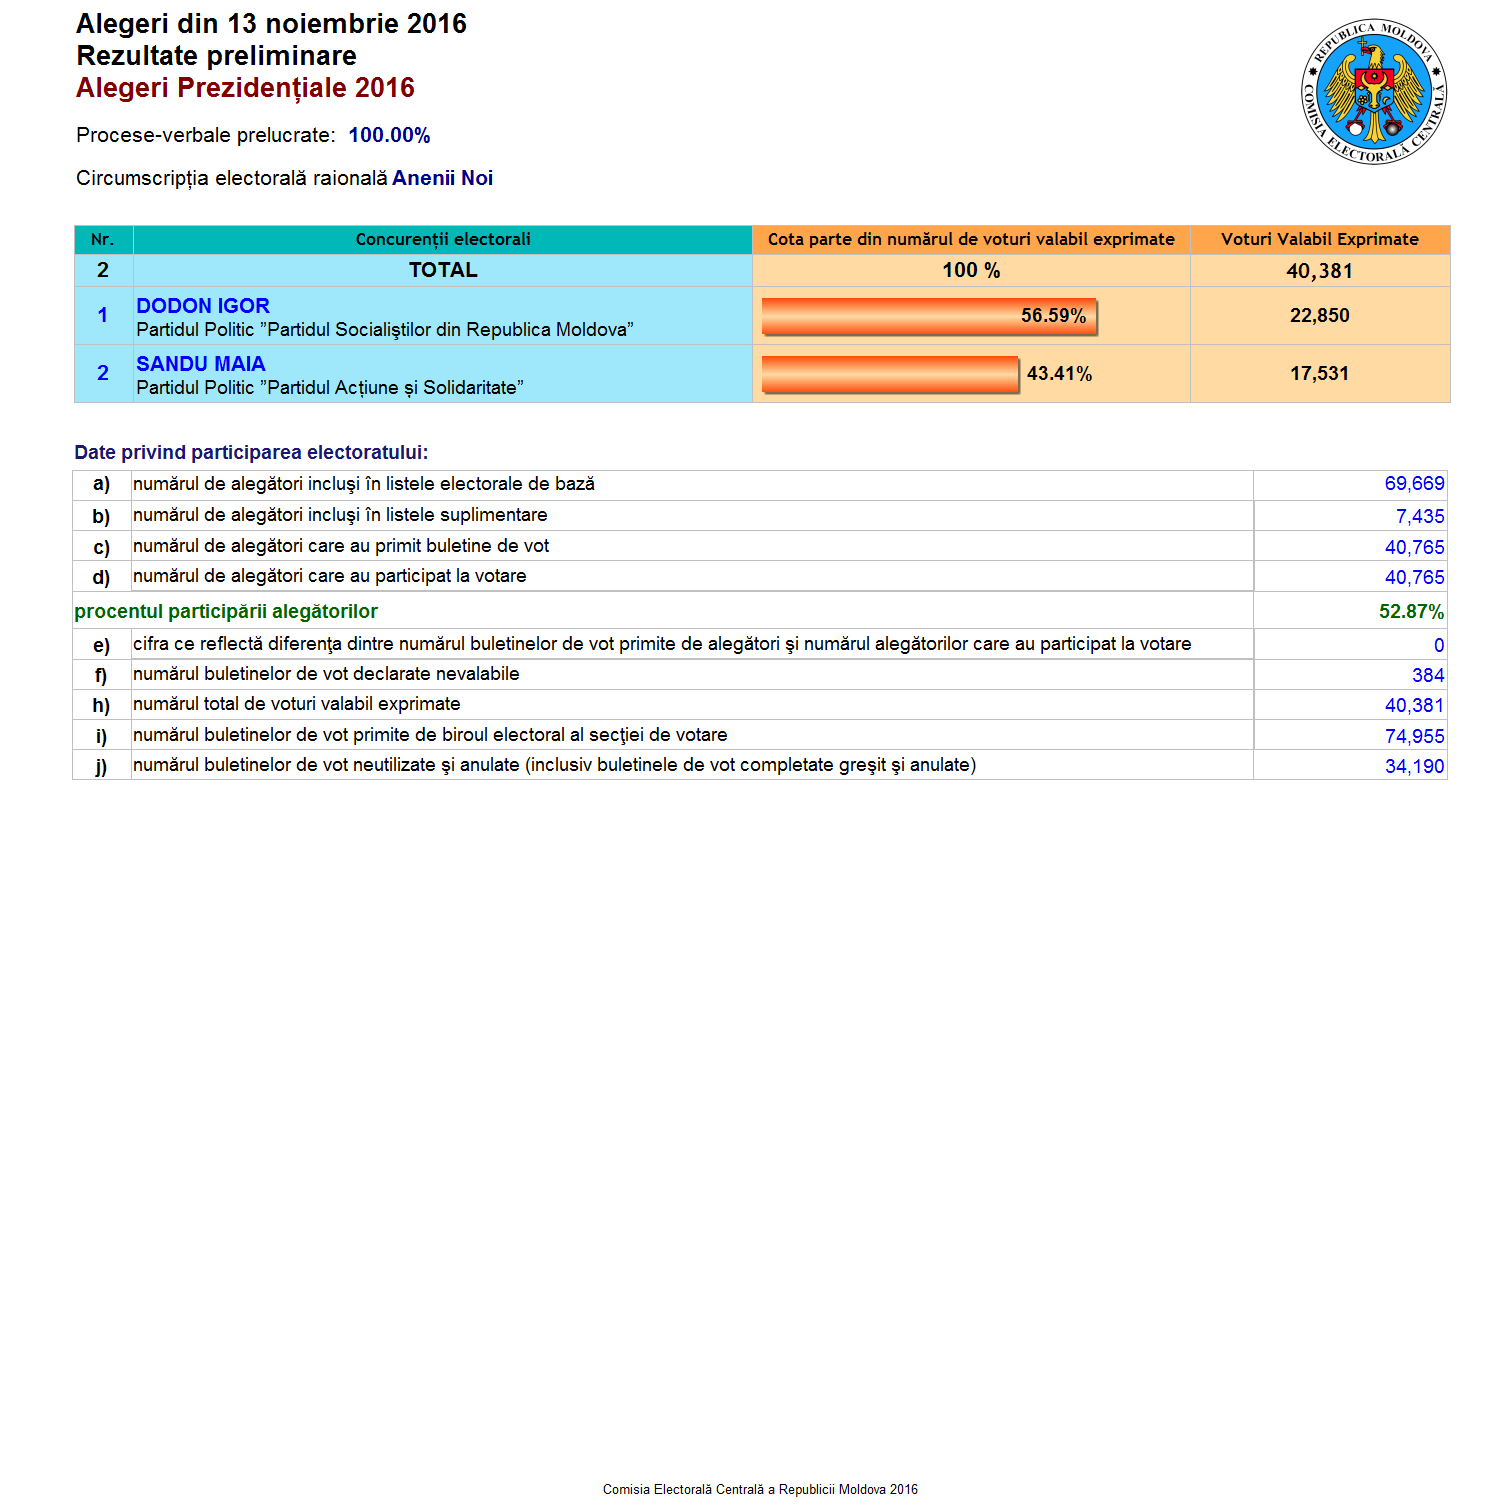 Alegeri din 13 noiembrie 2016
Rezultate preliminare
Alegeri Prezidențiale 2016
Procese-verbale prelucrate: 100.00%
Circumscripția electorală raională Anenii Noi
REPUBLICA MOLDOVA
COMISIA ELECTORALĂ CENTRALĂ
Nr. Concurenții electorali Cota parte din numărul de voturi valabil exprimate Voturi Valabil Exprimate
2 TOTAL 100 % 40,381
1 DODON IGOR 56.59% 22,850
Partidul Politic ”Partidul Socialiştilor din Republica Moldova”
2 SANDU MAIA 43.41% 17,531
Partidul Politic ”Partidul Acțiune și Solidaritate”
Date privind participarea electoratului:
a) numărul de alegători incluşi în listele electorale de bază 69,669
b) numărul de alegători incluşi în listele suplimentare 7,435
c) numărul de alegători care au primit buletine de vot 40,765
d) numărul de alegători care au participat la votare 40,765
procentul participării alegătorilor 52.87%
e) cifra ce reflectă diferenţa dintre numărul buletinelor de vot primite de alegători şi numărul alegătorilor care au participat la votare 0
f) numărul buletinelor de vot declarate nevalabile 384
h) numărul total de voturi valabil exprimate 40,381
i) numărul buletinelor de vot primite de biroul electoral al secţiei de votare 74,955
j) numărul buletinelor de vot neutilizate şi anulate (inclusiv buletinele de vot completate greşit şi anulate) 34,190
Comisia Electorală Centrală a Republicii Moldova 2016